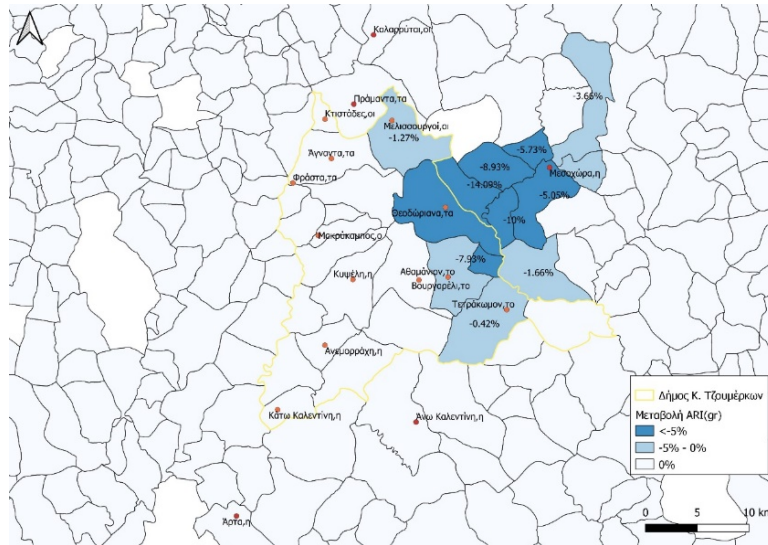 Καλαρρύται,οι
Πράμαντα,τα
Κτιστάδες,οι
Μελισσουργοί,οι
-1.27%
-3.66%
-5.73%
Άγναντα,τα
-8.93%
Μεσοχώρα,η
Φράστα,τα
-14.09%
-5.05%
Θεοδώριανα,τα
-10%
Μακρύκαμπος,ο
-7.93%
Κυψέλη,η
Αθαμάνιον,το
-1.66%
Βουργαρέλι,το
Τετράκωμον,το
-0.42%
Ανεμορράχη,η
Κάτω Καλεντίνη,η
Άνω Καλεντίνη,η
Άρτα,η
Δήμος Κ. Τζουμέρκων
Μεταβολή ARI(gr)
<-5%
-5% - 0%
0%
0 5 10 km